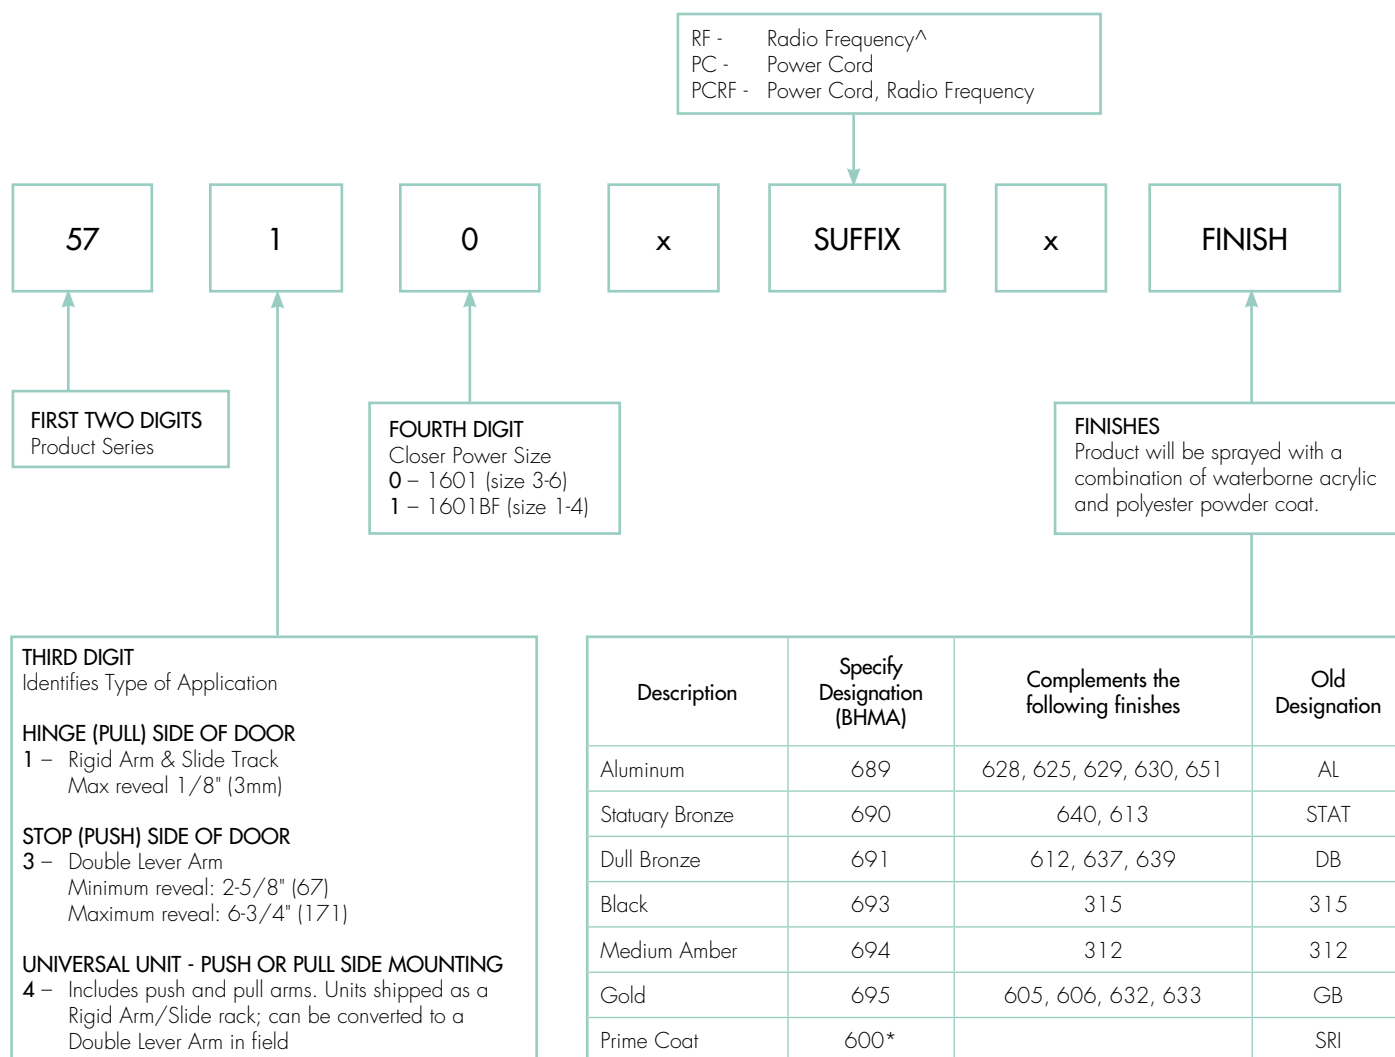 RF - Radio Frequency^
PC - Power Cord
PCRF - Power Cord, Radio Frequency
57 1 0 x SUFFIX x FINISH
FIRST TWO DIGITS
Product Series
FOURTH DIGIT
Closer Power Size
0 – 1601 (size 3-6)
1 – 1601BF (size 1-4)
FINISHES
Product will be sprayed with a
combination of waterborne acrylic
and polyester powder coat.
THIRD DIGIT
Identifies Type of Application
HINGE (PULL) SIDE OF DOOR
1 – Rigid Arm & Slide Track
Max reveal 1/8" (3mm)
STOP (PUSH) SIDE OF DOOR
3 – Double Lever Arm
Minimum reveal: 2-5/8" (67)
Maximum reveal: 6-3/4" (171)
UNIVERSAL UNIT - PUSH OR PULL SIDE MOUNTING
4 – Includes push and pull arms. Units shipped as a
Rigid Arm/Slide rack; can be converted to a
Double Lever Arm in field
Description
Specify
Designation
(BHMA)
Complements the
following finishes
Old
Designation
Aluminum 689 628, 625, 629, 630, 651 AL
Statuary Bronze 690 640, 613 STAT
Dull Bronze 691 612, 637, 639 DB
Black 693 315 315
Medium Amber 694 312 312
Gold 695 605, 606, 632, 633 GB
Prime Coat 600* SRI